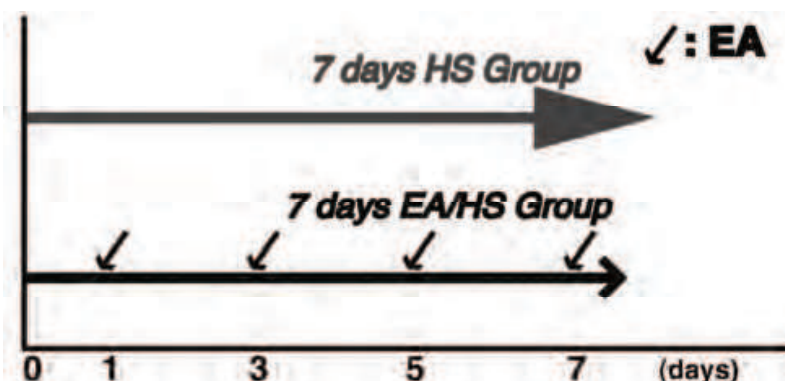 ↙: EA
7 days HS Group
7 days EA/HS Group
0 1 3 5 7 (days)